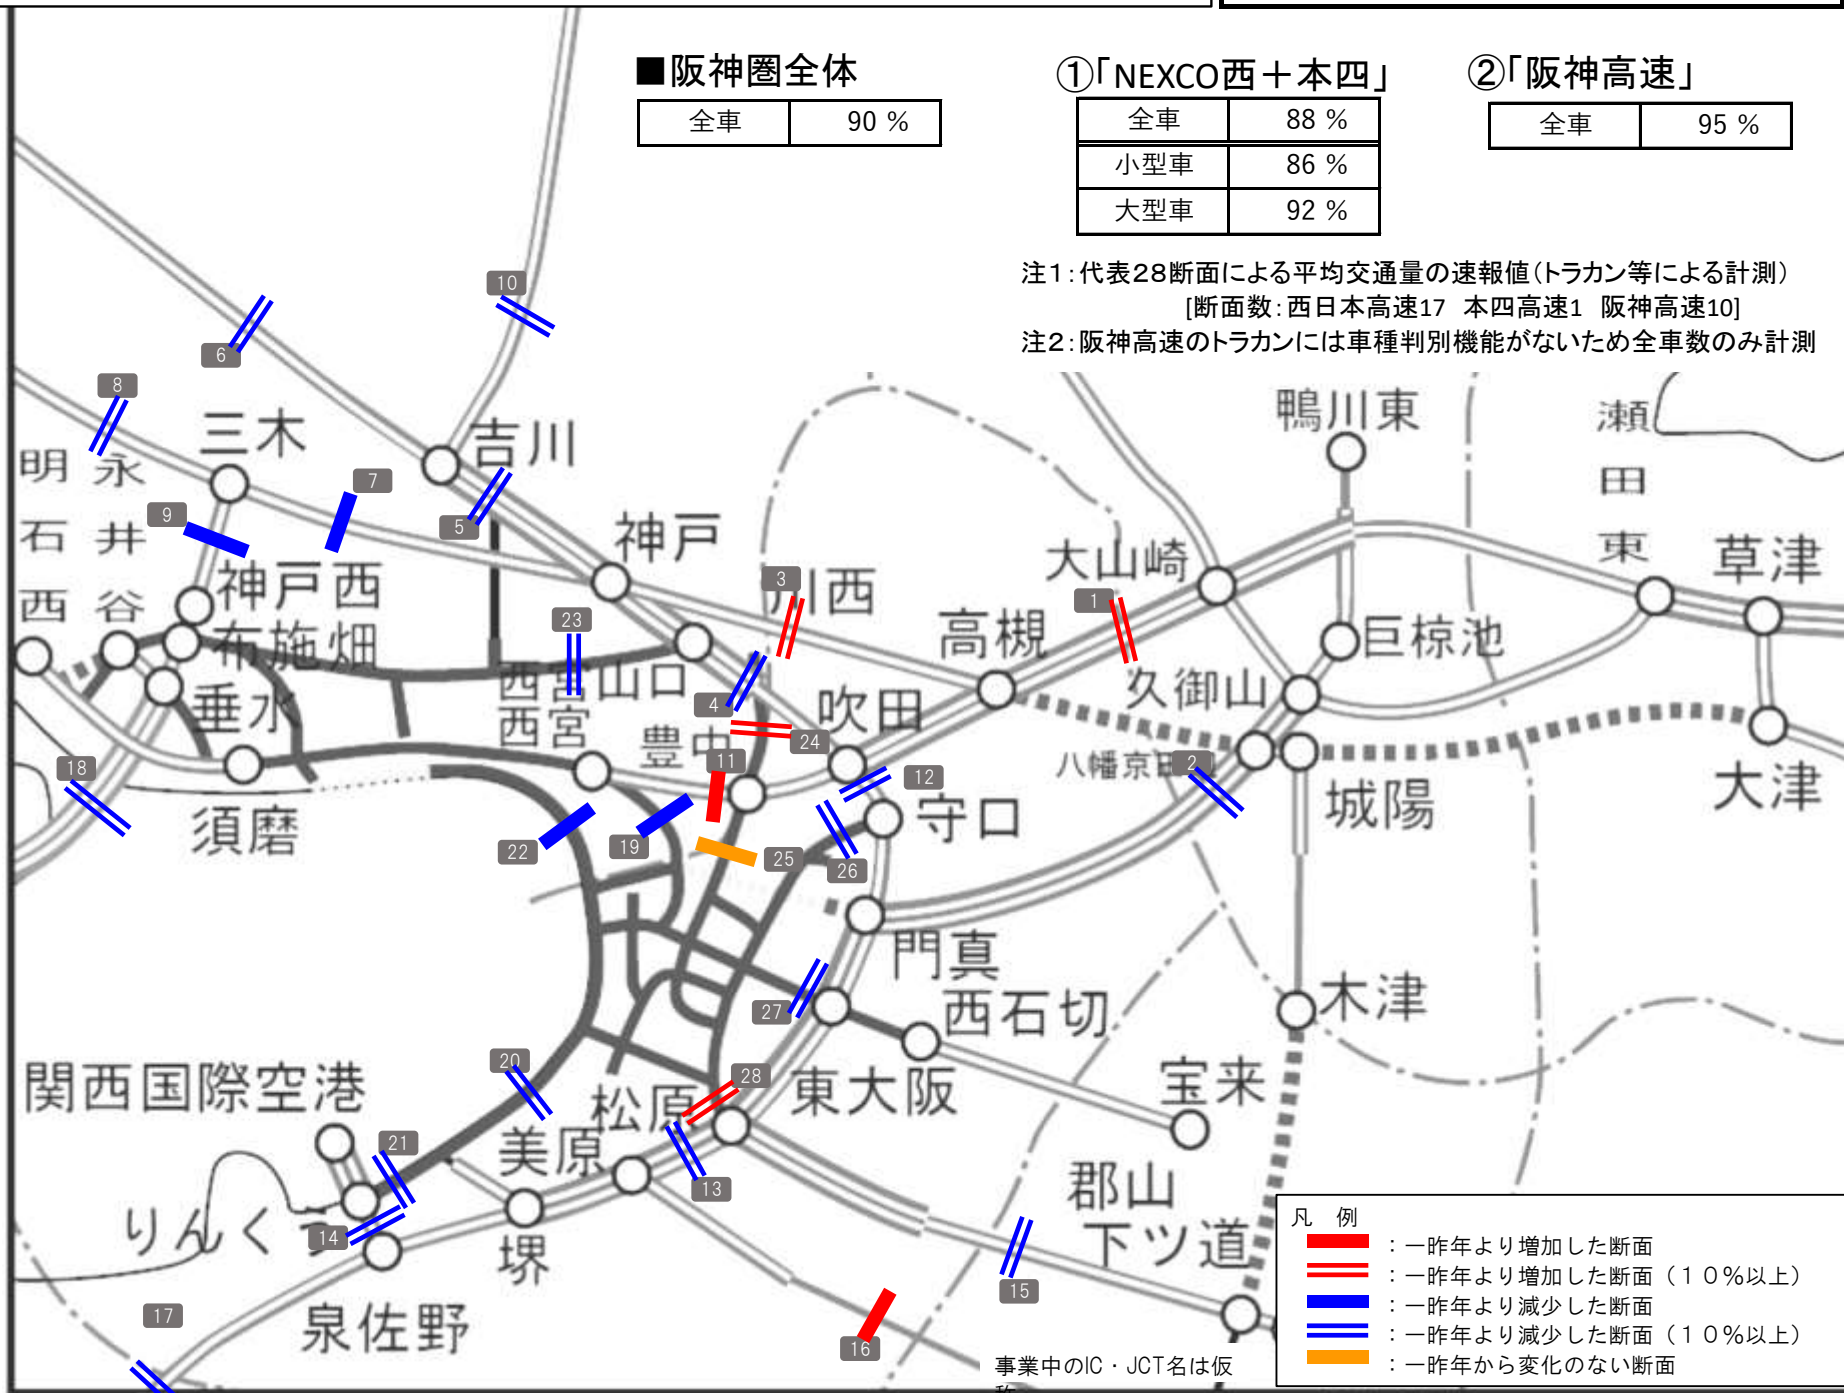 ■阪神圏全体
全車 90 %
①「NEXCO西＋本四」
全車 88 %
小型車 86 %
大型車 92 %
②「阪神高速」
全車 95 %
注1：代表28断面による平均交通量の速報値（トラカン等による計測）
[断面数：西日本高速17 本四高速1 阪神高速10]
注2：阪神高速のトラカンには車種判別機能がないため全車数のみ計測
10
6
8
三木
吉川
鴨川東
瀬田東
明石西
永井谷
7
9
5
神戸
大山崎
草津
神戸西
3
川西
1
高槻
布施畑
23
巨椋池
西宮山口
久御山
垂水
西宮
4
吹田
豊中
24
11
八幡京田
2
18
12
大津
須磨
守口
城陽
22
19
25
26
門真
木津
27
西石切
関西国際空港
20
28
松原
東大阪
宝来
21
美原
13
郡山下ツ道
りんくう
14
堺
15
17
泉佐野
16
事業中のIC・JCT名は仮
称
凡 例
：一昨年より増加した断面
：一昨年より増加した断面（１０％以上）
：一昨年より減少した断面
：一昨年より減少した断面（１０％以上）
：一昨年から変化のない断面